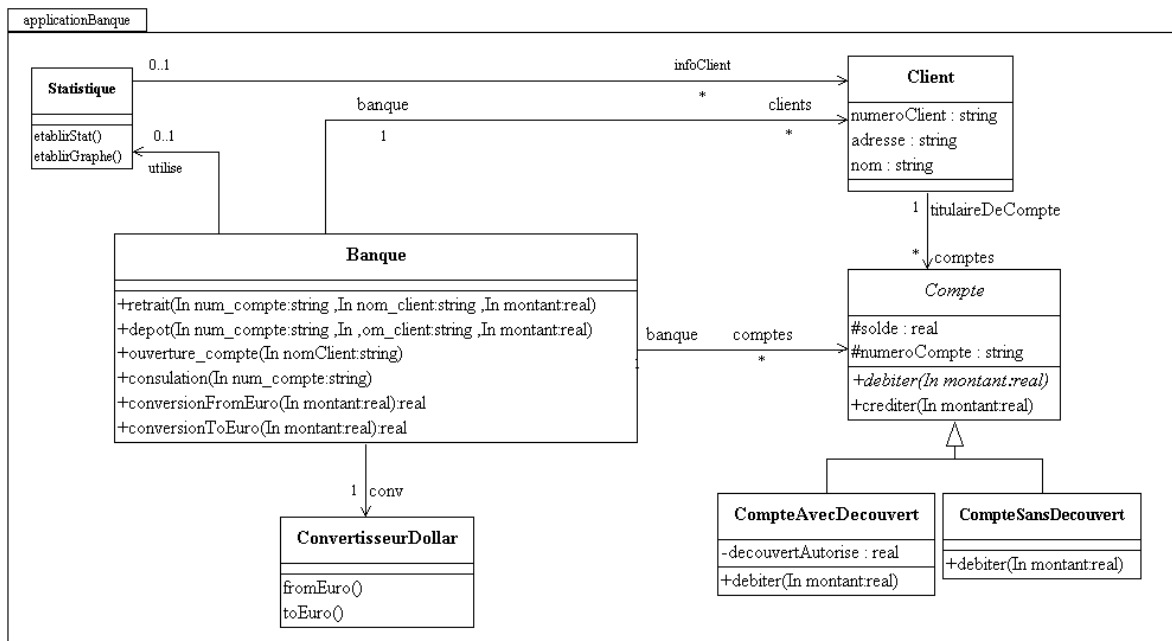 applicationBanque
Statistique
etablirStat()
etablirGraphe()
0..1
infoClient
*
banque
1
clients
*
0..1
utilise
Client
numeroClient : string
adresse : string
nom : string
1
titulaireDeCompte
*
comptes
Banque
+retrait(In num_compte:string ,In nom_client:string ,In montant:real)
+depot(In num_compte:string ,In ,om_client:string ,In montant:real)
+ouverture_compte(In nomClient:string)
+consulation(In num_compte:string)
+conversionFromEuro(In montant:real):real
+conversionToEuro(In montant:real):real
banque
1
comptes
*
Compte
#solde : real
#numeroCompte : string
+debiter(In montant:real)
+crediter(In montant:real)
1
conv
ConvertisseurDollar
fromEuro()
toEuro()
CompteAvecDecouvert
-decouvertAutorise : real
+debiter(In montant:real)
CompteSansDecouvert
+debiter(In montant:real)